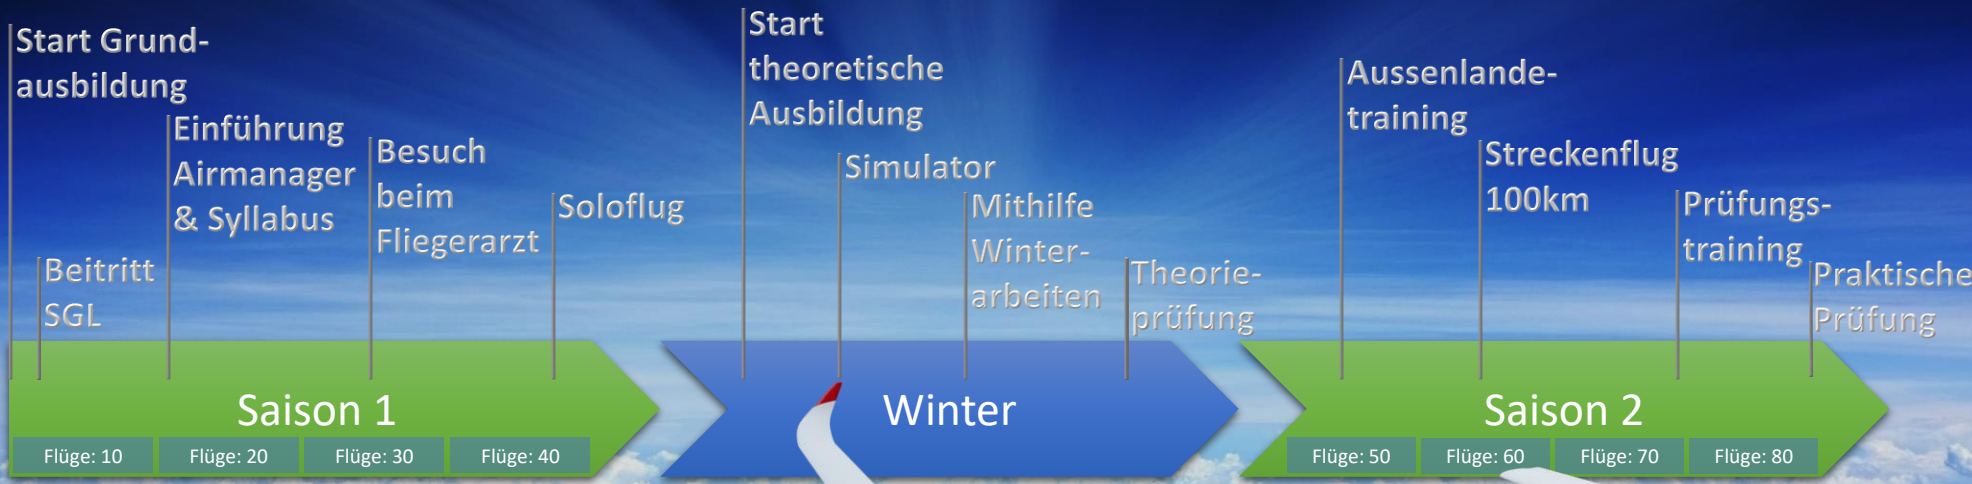 Start Grund-
ausbildung
Beitritt
SGL
Einführung
Airmanager
& Syllabus
Besuch
beim
Fliegerarzt
Soloflug
Start
theoretische
Ausbildung
Simulator
Mithilfe
Winter-
arbeiten
Theorie-
prüfung
Aussenlande-
training
Streckenflug
100km
Prüfungs-
training
Praktische
Prüfung
Saison 1
Winter
Saison 2
Flüge: 10
Flüge: 20
Flüge: 30
Flüge: 40
Flüge: 50
Flüge: 60
Flüge: 70
Flüge: 80